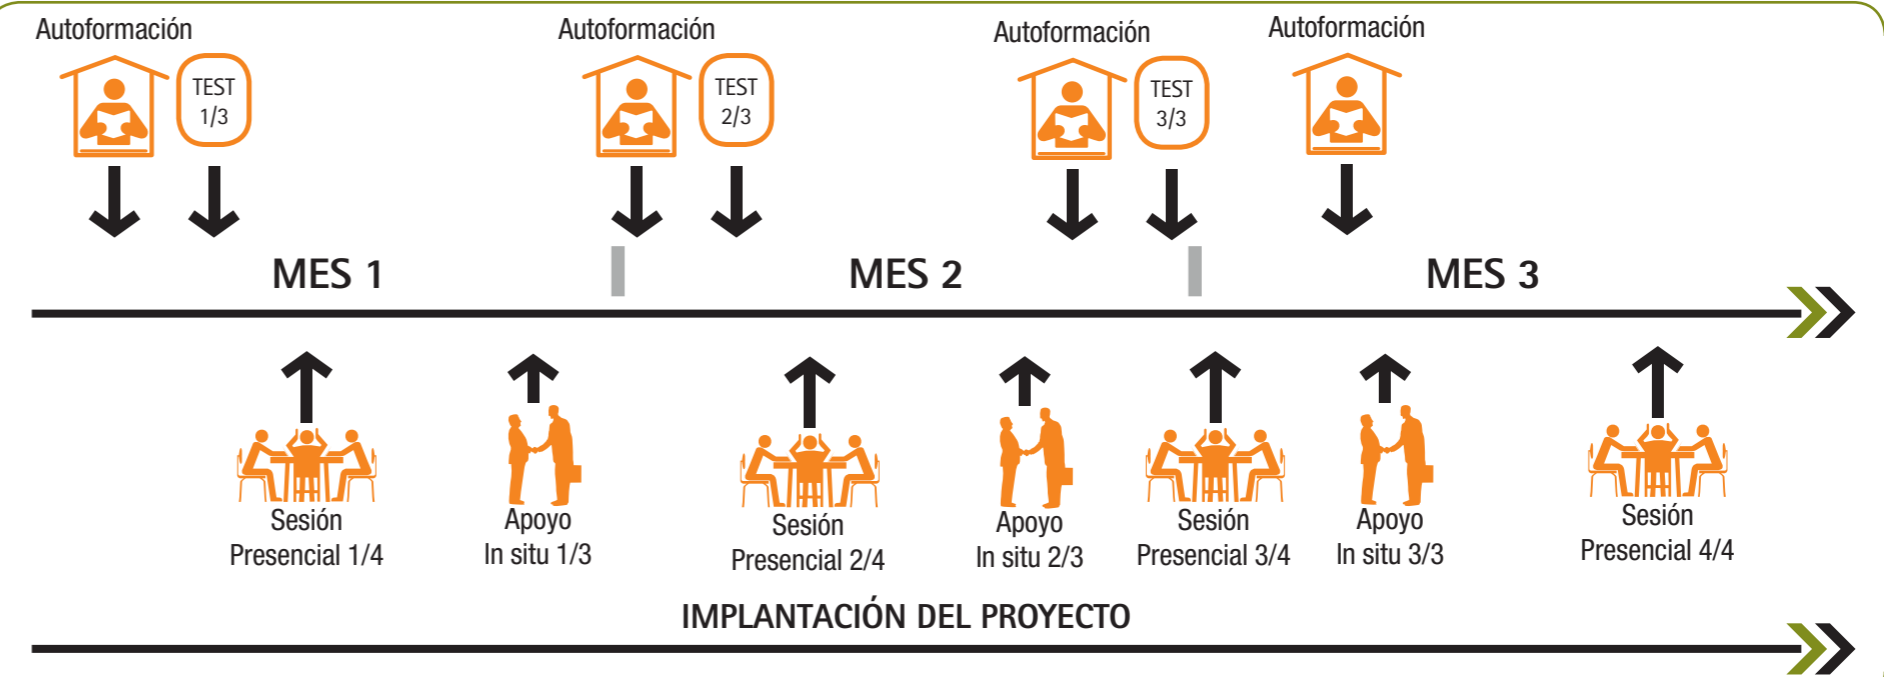 Autoformación
Autoformación
Autoformación
Autoformación
TEST
1/3
TEST
2/3
TEST
3/3
MES 1
MES 2
MES 3
Sesión
Presencial 1/4
Apoyo
In situ 1/3
Sesión
Presencial 2/4
Apoyo
In situ 2/3
Sesión
Presencial 3/4
Apoyo
In situ 3/3
Sesión
Presencial 4/4
IMPLANTACIÓN DEL PROYECTO